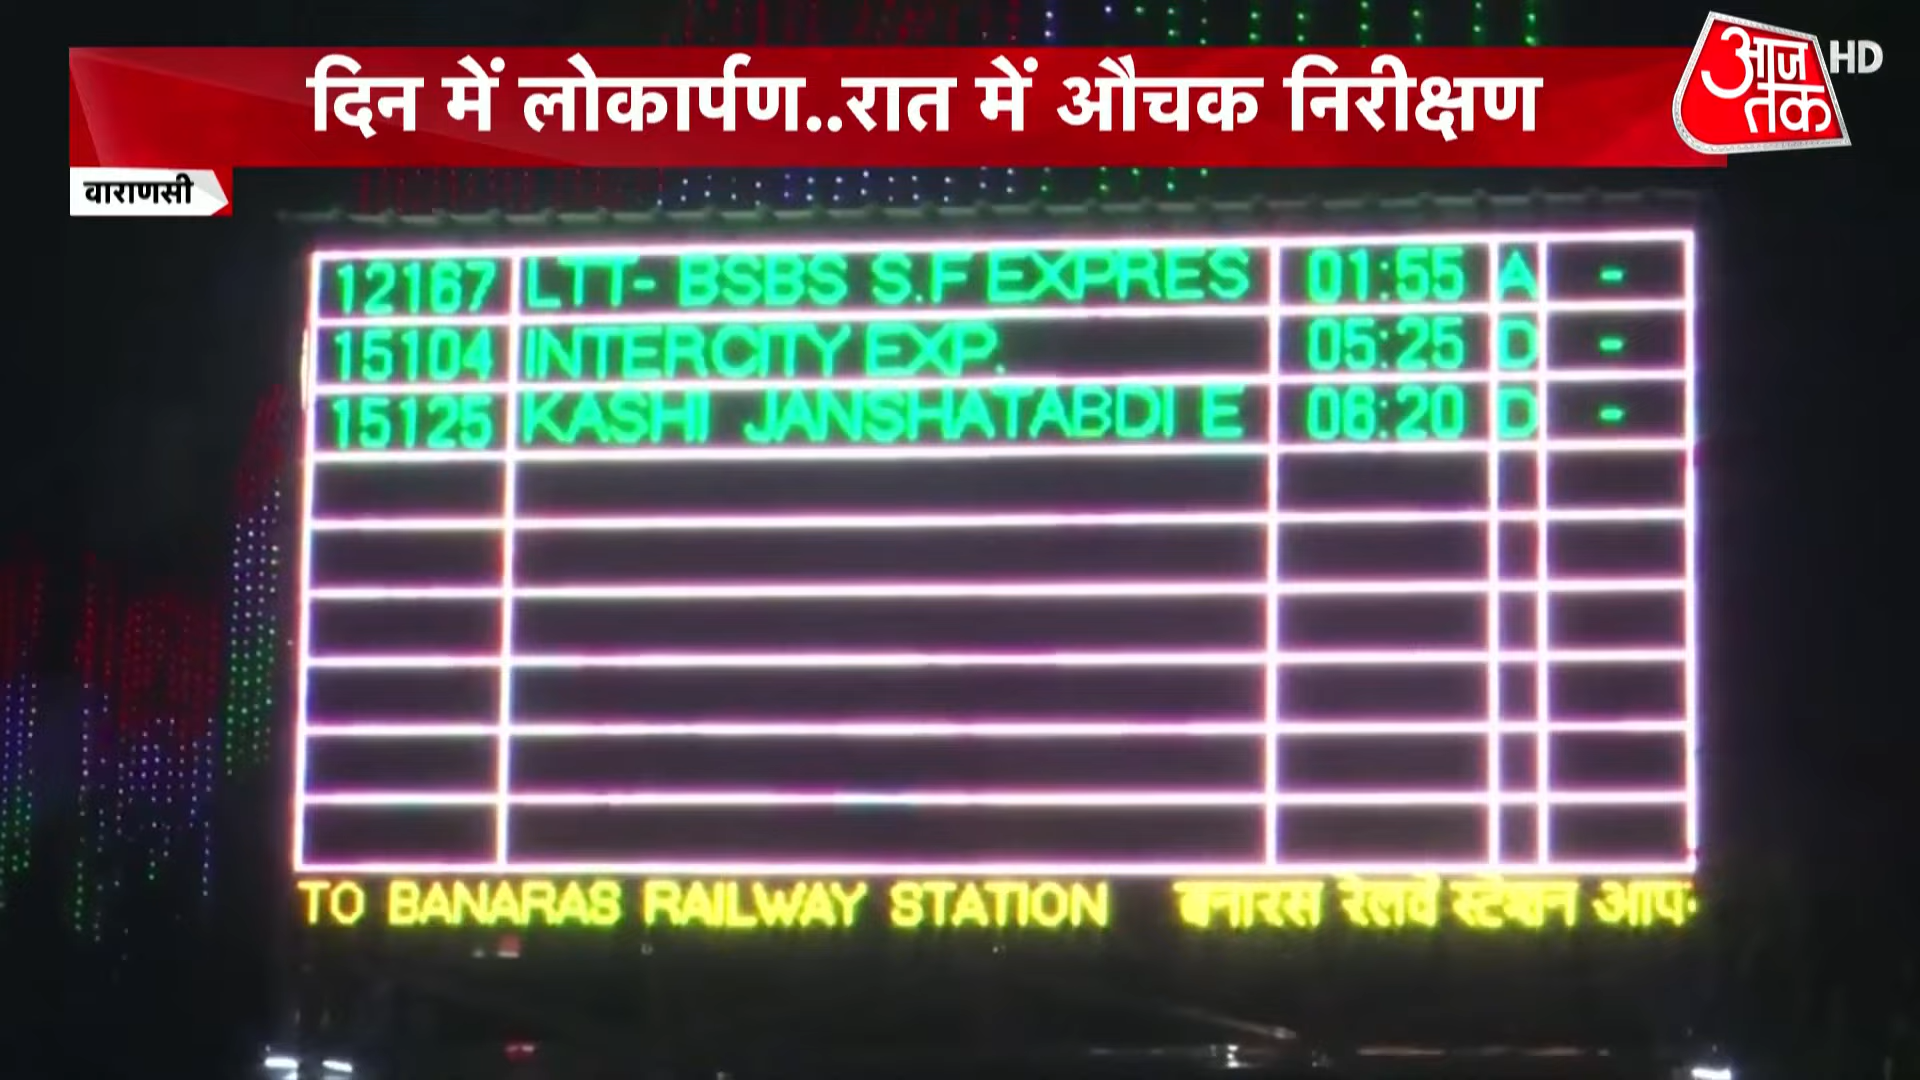 दिन में लोकार्पण..रात में औचक निरीक्षण
आज तक HD
वाराणसी
12167 LTT- BSBS S.F EXPRES 01:55 A -
15104 INTERCITY EXP. 05:25 D -
15125 KASHI JANSHATABDI E 06:20 D -
TO BANARAS RAILWAY STATION बनारस रेलवे स्टेशन आप